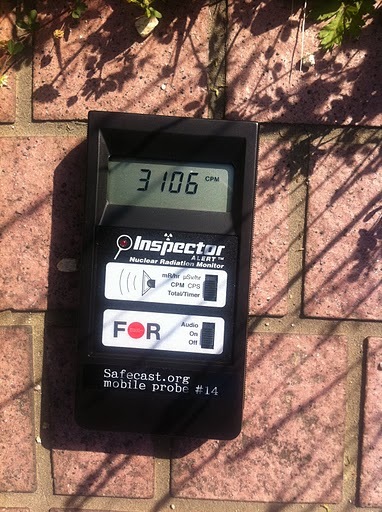 3106 CPM
Inspector
ALERT™
Nuclear Radiation Monitor
mR/hr µSv/hr
CPM CPS
Total/Timer
FOR
Audio
On
Off
Safecast.org
mobile probe #14